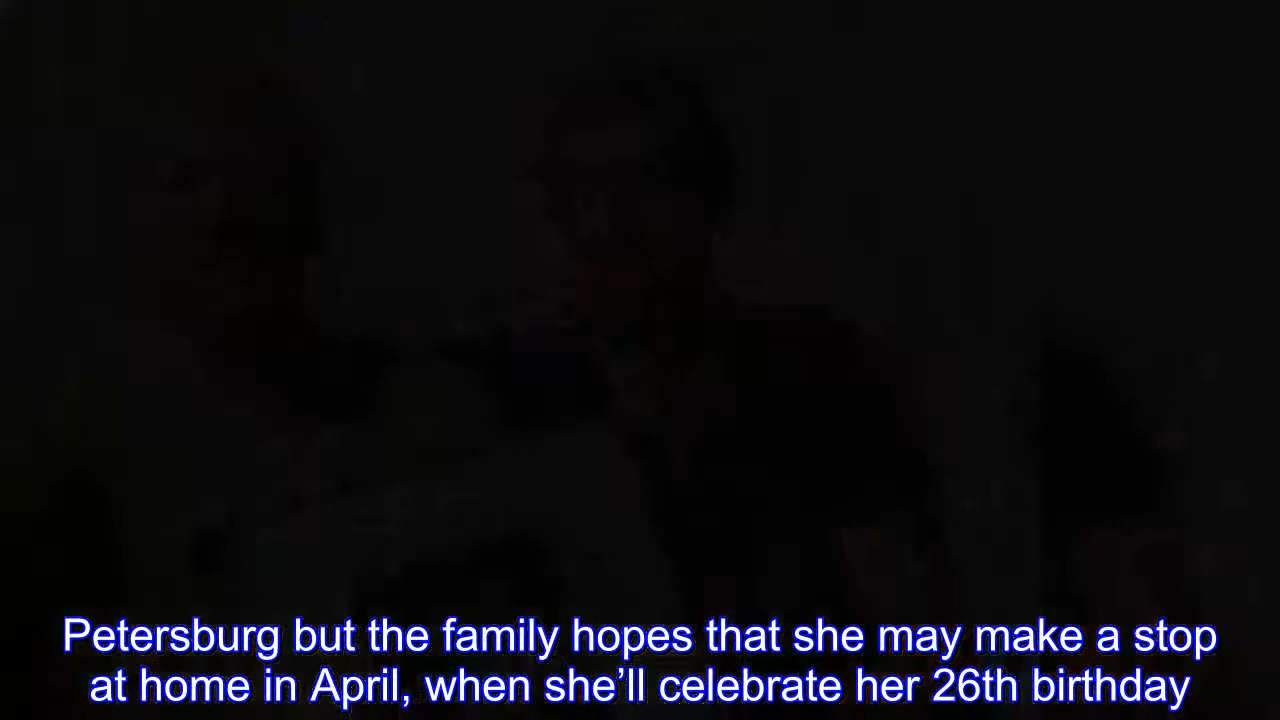 Petersburg but the family hopes that she may make a stop
at home in April, when she’ll celebrate her 26th birthday